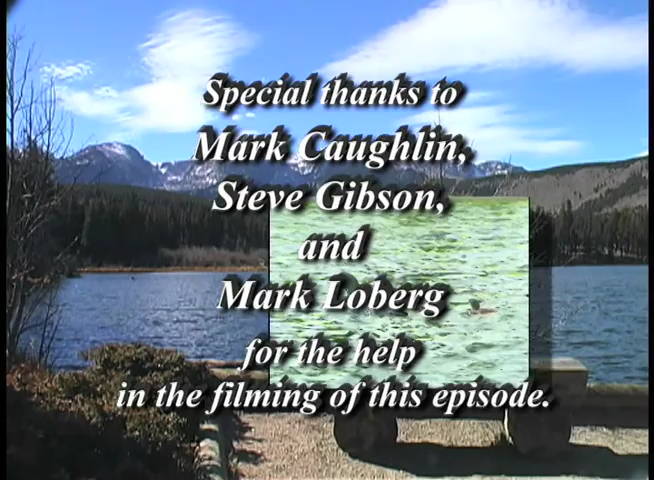 Special thanks to
Mark Caughlin,
Steve Gibson,
and
Mark Loberg
for the help
in the filming of this episode.